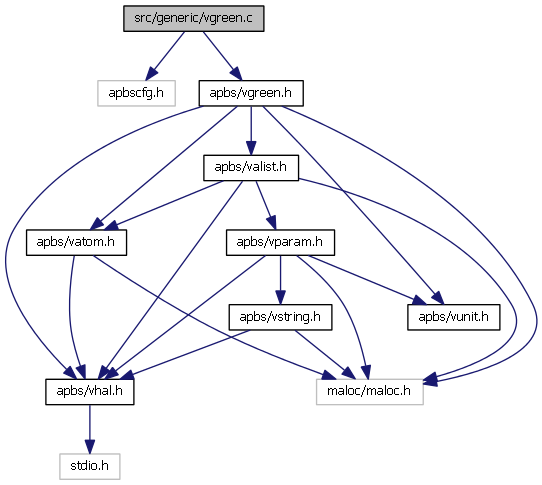 src/generic/vgreen.c
apbscfg.h
apbs/vgreen.h
apbs/valist.h
apbs/vatom.h
apbs/vparam.h
apbs/vstring.h
apbs/vunit.h
apbs/vhal.h
maloc/maloc.h
stdio.h